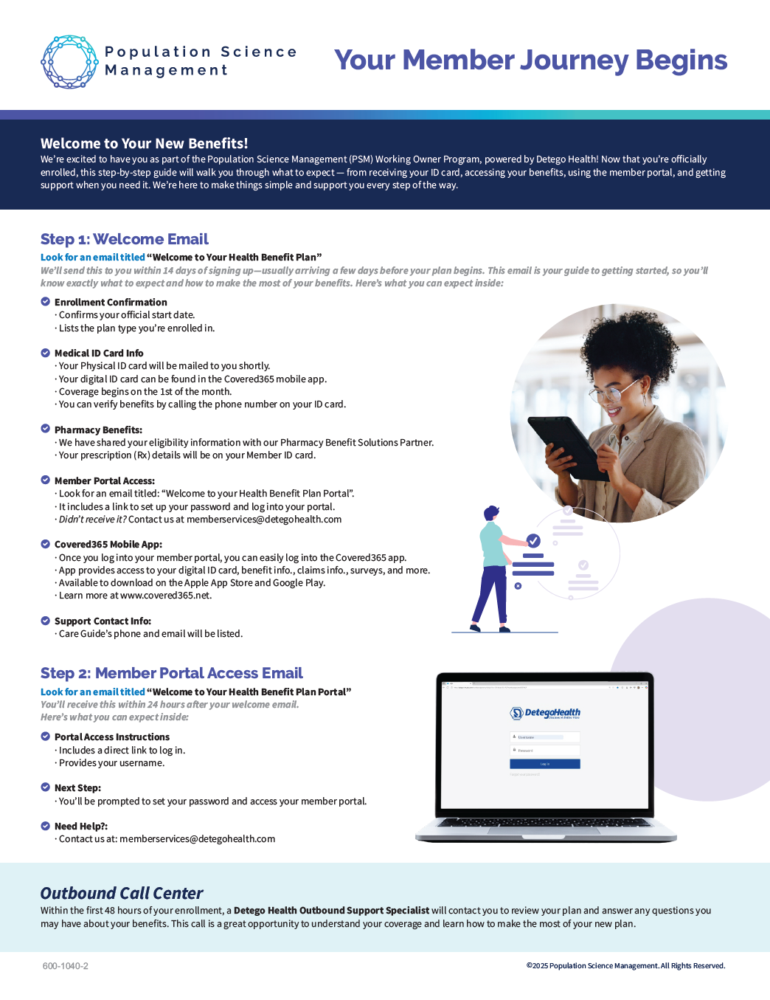 Population Science
Management
Your Member Journey Begins
Welcome to Your New Benefits!
We're excited to have you as part of the Population Science Management (PSM) Working Owner Program, powered by Detego Health! Now that you're officially
enrolled, this step-by-step guide will walk you through what to expect — from receiving your ID card, accessing your benefits, using the member portal, and getting
support when you need it. We're here to make things simple and support you every step of the way.
Step 1: Welcome Email
Look for an email titled “Welcome to Your Health Benefit Plan”
We'll send this to you within 14 days of signing up—usually arriving a few days before your plan begins. This email is your guide to getting started, so you'll
know exactly what to expect and how to make the most of your benefits. Here's what you can expect inside:
Enrollment Confirmation
· Confirms your official start date.
· Lists the plan type you're enrolled in.
Medical ID Card Info
· Your Physical ID card will be mailed to you shortly.
· Your digital ID card can be found in the Covered365 mobile app.
· Coverage begins on the 1st of the month.
· You can verify benefits by calling the phone number on your ID card.
Pharmacy Benefits:
· We have shared your eligibility information with our Pharmacy Benefit Solutions Partner.
· Your prescription (Rx) details will be on your Member ID card.
Member Portal Access:
· Look for an email titled: “Welcome to your Health Benefit Plan Portal”.
· It includes a link to set up your password and log into your portal.
· Didn't receive it? Contact us at memberservices@detegohealth.com
Covered365 Mobile App:
· Once you log into your member portal, you can easily log into the Covered365 app.
· App provides access to your digital ID card, benefit info., claims info., surveys, and more.
· Available to download on the Apple App Store and Google Play.
· Learn more at www.covered365.net.
Support Contact Info:
· Care Guide's phone and email will be listed.
Step 2: Member Portal Access Email
Look for an email titled “Welcome to Your Health Benefit Plan Portal”
You'll receive this within 24 hours after your welcome email.
Here's what you can expect inside:
Portal Access Instructions
· Includes a direct link to log in.
· Provides your username.
Next Step:
· You'll be prompted to set your password and access your member portal.
Need Help?:
· Contact us at: memberservices@detegohealth.com
DetegoHealth
Discover A Better Plan
Username
Password
Log In
Outbound Call Center
Within the first 48 hours of your enrollment, a Detego Health Outbound Support Specialist will contact you to review your plan and answer any questions you
may have about your benefits. This call is a great opportunity to understand your coverage and learn how to make the most of your new plan.
600-1040-2
©2025 Population Science Management. All Rights Reserved.